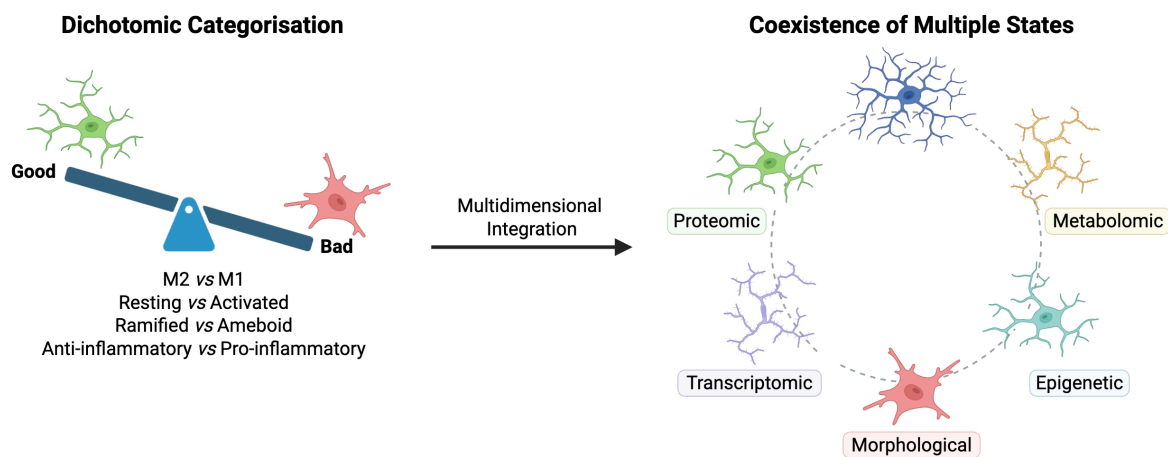 Dichotomic Categorisation
Good
Bad
M2 vs M1
Resting vs Activated
Ramified vs Ameboid
Anti-inflammatory vs Pro-inflammatory
Multidimensional
Integration
Coexistence of Multiple States
Proteomic
Metabolomic
Transcriptomic
Epigenetic
Morphological